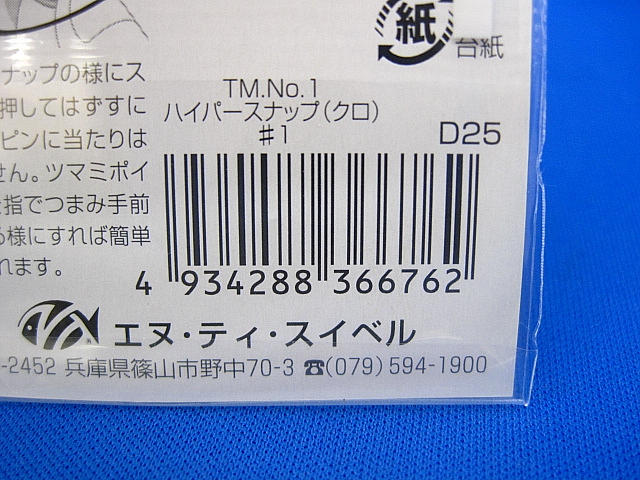 紙
台紙
ナップの様にス
押してはずすに
ピンに当たりは
せん。ツマミポイ
指でつまみ手前
る様にすれば簡単
れます。
TM.No.1
ハイパースナップ(クロ)
#1
D25
4 934288 366762
エヌ・ティ・スイベル
-2452 兵庫県篠山市野中70-3 ☎(079) 594-1900